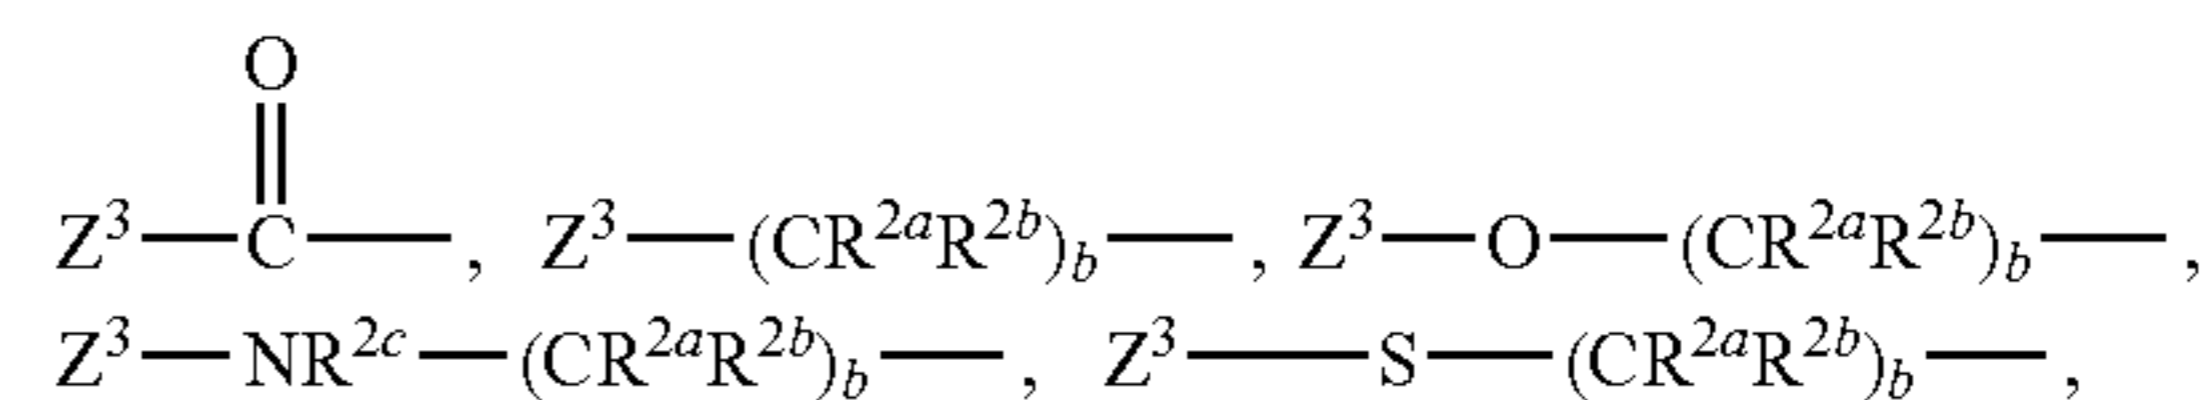 O
Z³—C—, Z³—(CR²ᵃR²ᵇ)b—, Z³—O—(CR²ᵃR²ᵇ)b—,
Z³—NR²ᶜ—(CR²ᵃR²ᵇ)b—, Z³—S—(CR²ᵃR²ᵇ)b—,